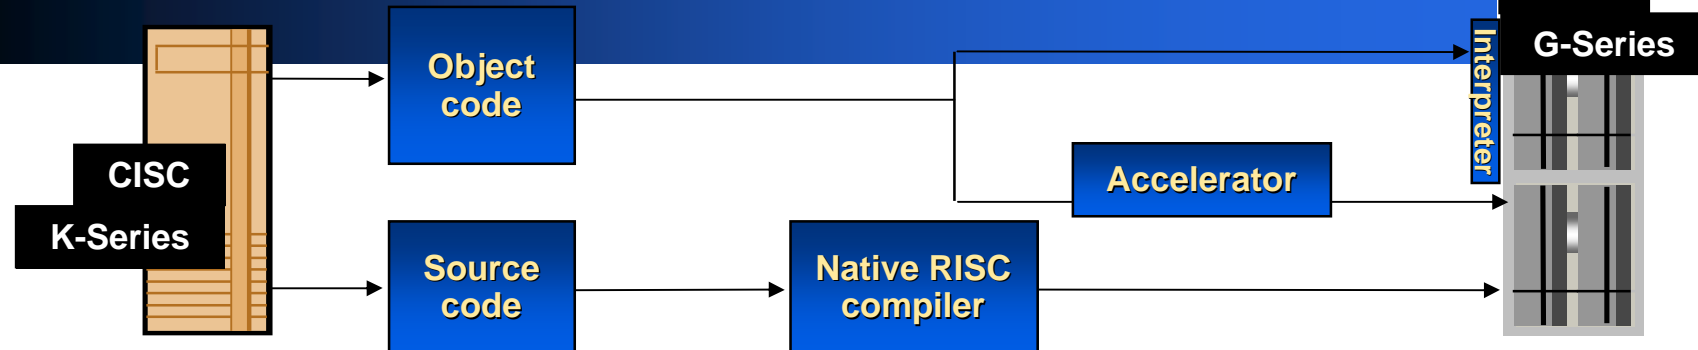 Object
code
Interpreter
G-Series
CISC
K-Series
Accelerator
Source
code
Native RISC
compiler